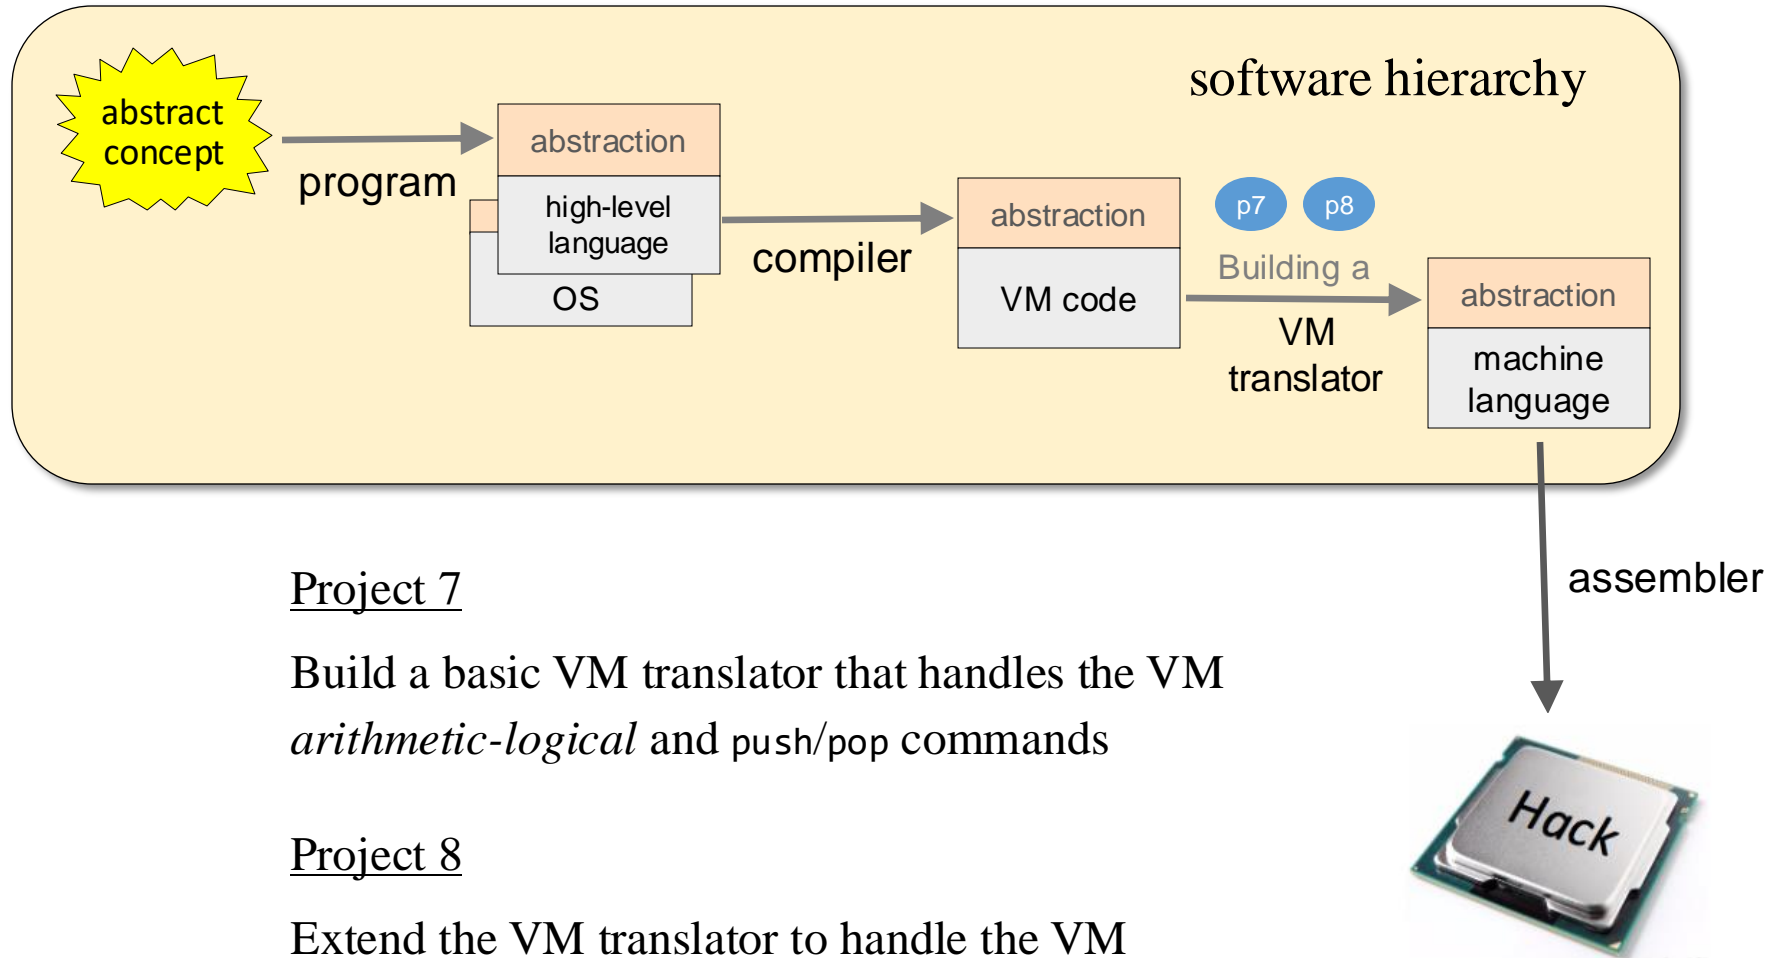 software hierarchy
abstract
concept
program
abstraction
high-level
language
OS
compiler
abstraction
VM code
p7 p8
Building a
VM
translator
abstraction
machine
language
assembler
Project 7
Build a basic VM translator that handles the VM
arithmetic-logical and push/pop commands
Hack
Project 8
Extend the VM translator to handle the VM